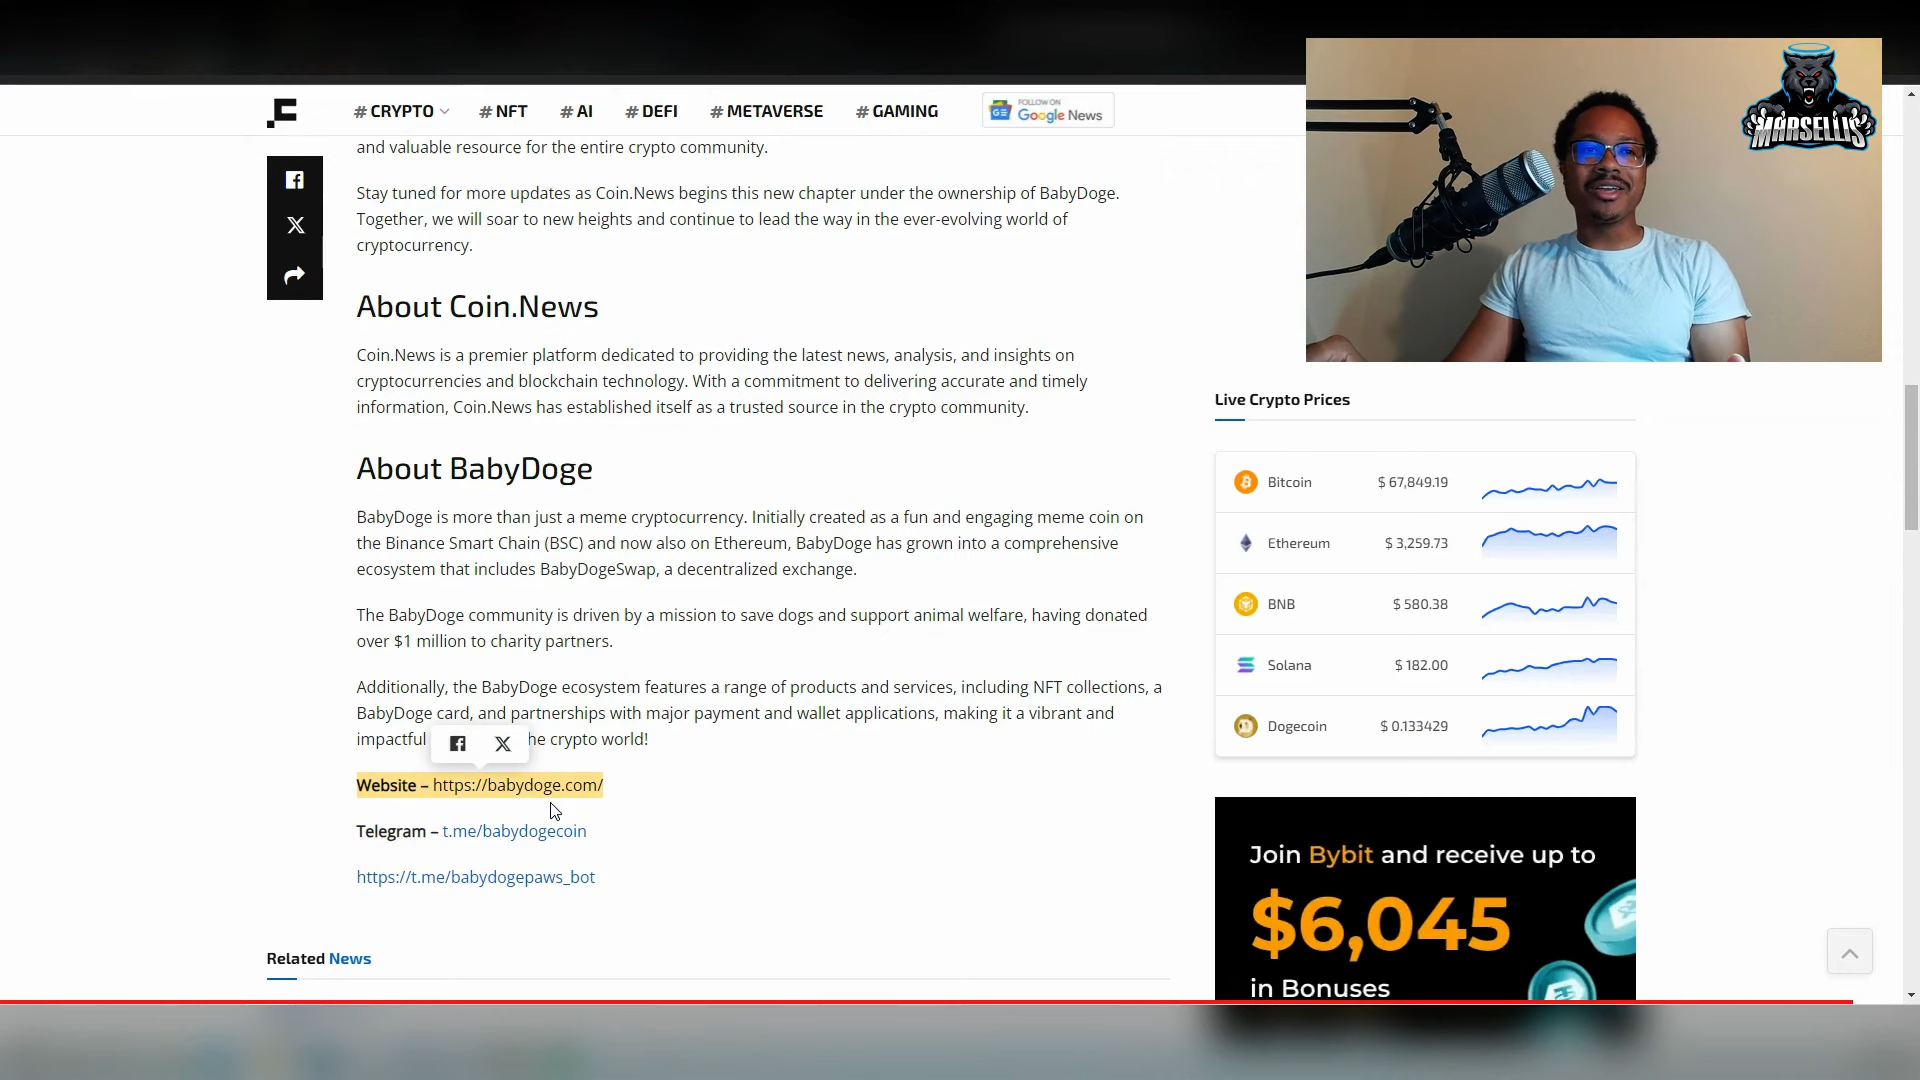 # CRYPTO
# NFT
# AI
# DEFI
# METAVERSE
# GAMING
FOLLOW ON
Google News
MARSELLIS
and valuable resource for the entire crypto community.
Stay tuned for more updates as Coin.News begins this new chapter under the ownership of BabyDoge.
Together, we will soar to new heights and continue to lead the way in the ever-evolving world of
cryptocurrency.
About Coin.News
Coin.News is a premier platform dedicated to providing the latest news, analysis, and insights on
cryptocurrencies and blockchain technology. With a commitment to delivering accurate and timely
information, Coin.News has established itself as a trusted source in the crypto community.
About BabyDoge
BabyDoge is more than just a meme cryptocurrency. Initially created as a fun and engaging meme coin on
the Binance Smart Chain (BSC) and now also on Ethereum, BabyDoge has grown into a comprehensive
ecosystem that includes BabyDogeSwap, a decentralized exchange.
The BabyDoge community is driven by a mission to save dogs and support animal welfare, having donated
over $1 million to charity partners.
Additionally, the BabyDoge ecosystem features a range of products and services, including NFT collections, a
BabyDoge card, and partnerships with major payment and wallet applications, making it a vibrant and
impactful he crypto world!
Website – https://babydoge.com/
Telegram – t.me/babydogecoin
https://t.me/babydogepaws_bot
Related News
Live Crypto Prices
Bitcoin $ 67,849.19
Ethereum $ 3,259.73
BNB $ 580.38
Solana $ 182.00
Dogecoin $ 0.133429
Join Bybit and receive up to
$6,045
in Bonuses